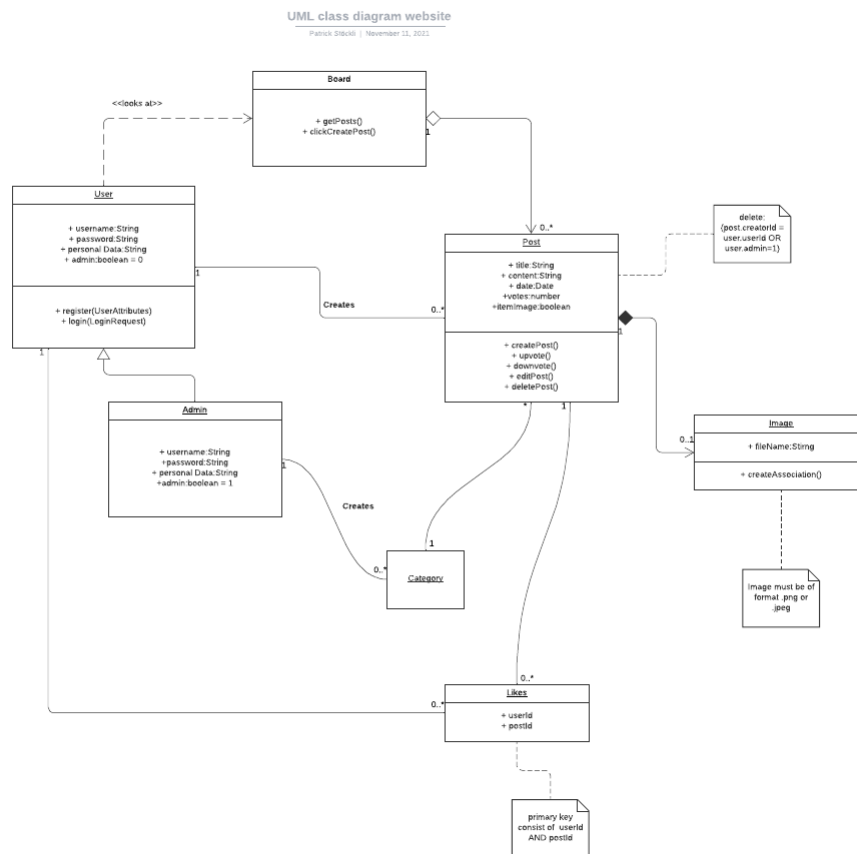 UML class diagram website
Patrick Stöckli | November 11, 2021
Board
<<looks at>>
+ getPosts()
+ clickCreatePost()
1
User
+ username:String
+ password:String
+ personal Data:String
+ admin:boolean = 0
+ register(UserAttributes)
+ login(LoginRequest)
1
1
0..*
Post
+ title:String
+ content:String
+ date:Date
+votes:number
+itemImage:boolean
+ createPost()
+ upvote()
+ downvote()
+ editPost()
+ deletePost()
delete:
{post.creatorId =
user.userId OR
user.admin=1}
Creates
0..*
1
*
1
Admin
+ username:String
+password:String
+ personal Data:String
+admin:boolean = 1
1
Image
0..1
+ fileName:Stirng
+ createAssociation()
Creates
0..*
1
Category
Image must be of
format .png or
.jpeg
0..*
Likes
0..*
+ userId
+ postId
primary key
consist of userId
AND postId